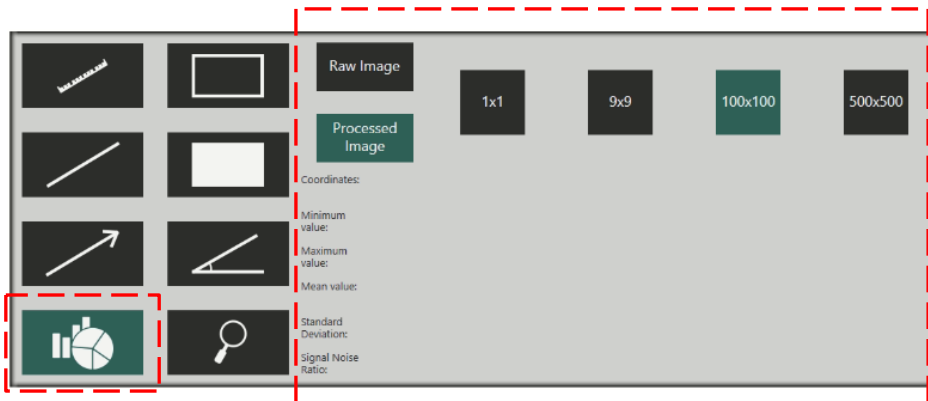 Raw Image
1x1
9x9
100x100
500x500
Processed
Image
Coordinates:
Minimum
value:
Maximum
value:
Mean value:
Standard
Deviation:
Signal Noise
Ratio: